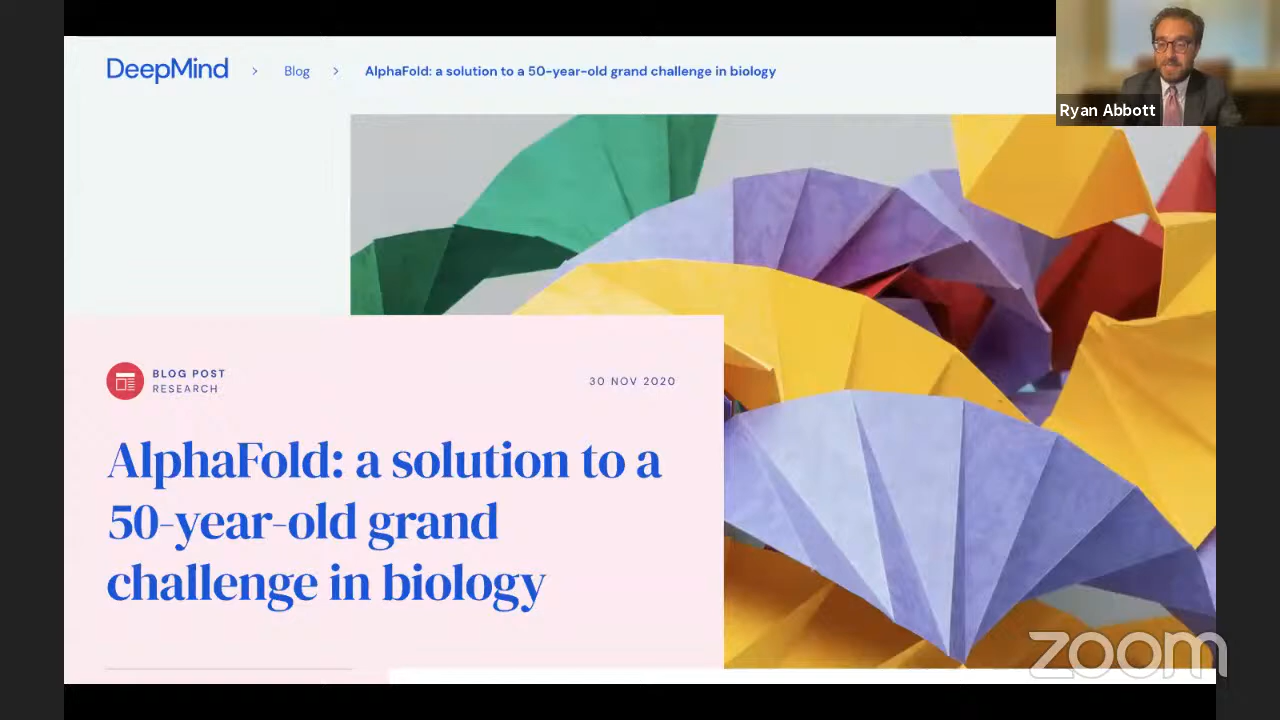 DeepMind > Blog > AlphaFold: a solution to a 50-year-old grand challenge in biology
Ryan Abbott
BLOG POST
RESEARCH
30 NOV 2020
AlphaFold: a solution to a
50-year-old grand
challenge in biology
zoom